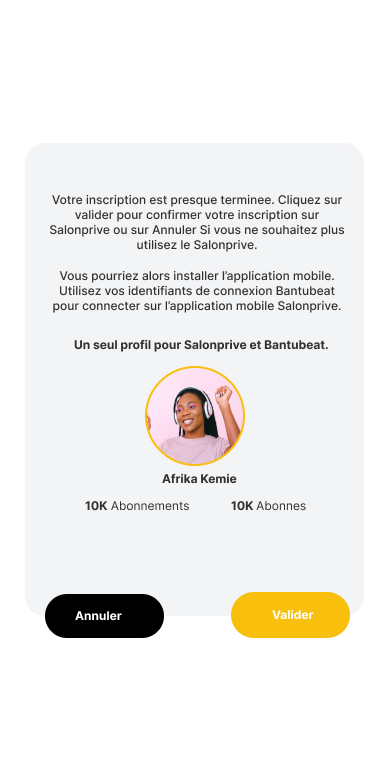 Votre inscription est presque terminee. Cliquez sur
valider pour confirmer votre inscription sur
Salonprive ou sur Annuler Si vous ne souhaitez plus
utilisez le Salonprive.
Vous pourriez alors installer l’application mobile.
Utilisez vos identifiants de connexion Bantubeat
pour connecter sur l’application mobile Salonprive.
Un seul profil pour Salonprive et Bantubeat.
Afrika Kemie
10K Abonnements 10K Abonnes
Annuler Valider